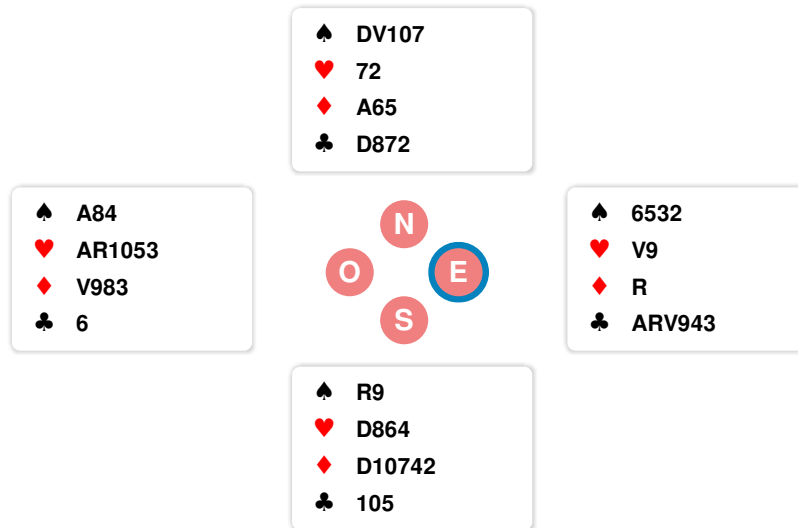 ♠ DV107
♥ 72
♦ A65
♣ D872
♠ A84
♥ AR1053
♦ V983
♣ 6
N
O
E
S
♠ 6532
♥ V9
♦ R
♣ ARV943
♠ R9
♥ D864
♦ D10742
♣ 105